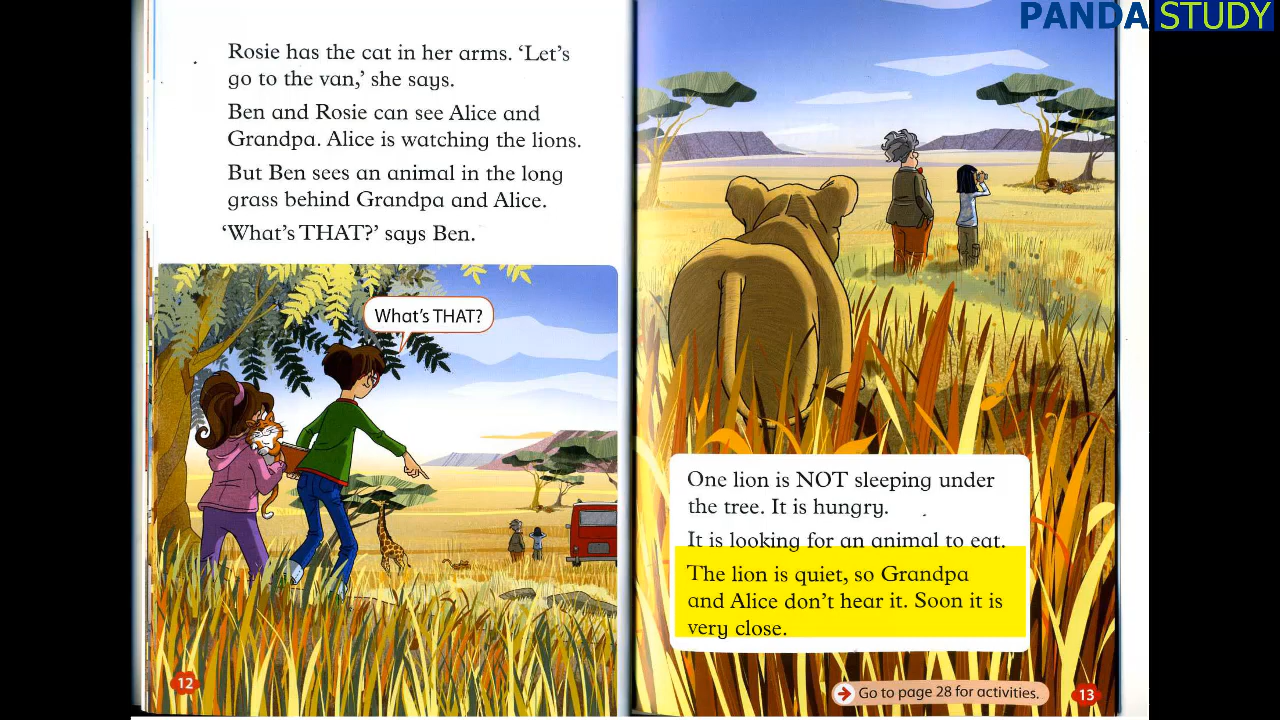 PANDA STUDY
Rosie has the cat in her arms. ‘Let’s
go to the van,’ she says.
Ben and Rosie can see Alice and
Grandpa. Alice is watching the lions.
But Ben sees an animal in the long
grass behind Grandpa and Alice.
‘What’s THAT?’ says Ben.
What’s THAT?
12
One lion is NOT sleeping under
the tree. It is hungry.
It is looking for an animal to eat.
The lion is quiet, so Grandpa
and Alice don’t hear it. Soon it is
very close.
Go to page 28 for activities.
13